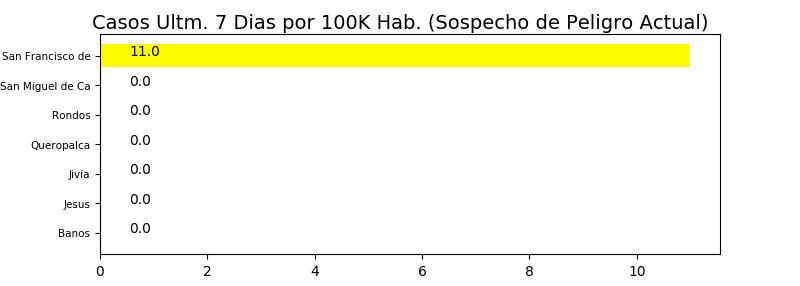 Casos Ultm. 7 Dias por 100K Hab. (Sospecho de Peligro Actual)
San Francisco de 11.0
San Miguel de Ca 0.0
Rondos 0.0
Queropalca 0.0
Jivia 0.0
Jesus 0.0
Banos 0.0
0 2 4 6 8 10